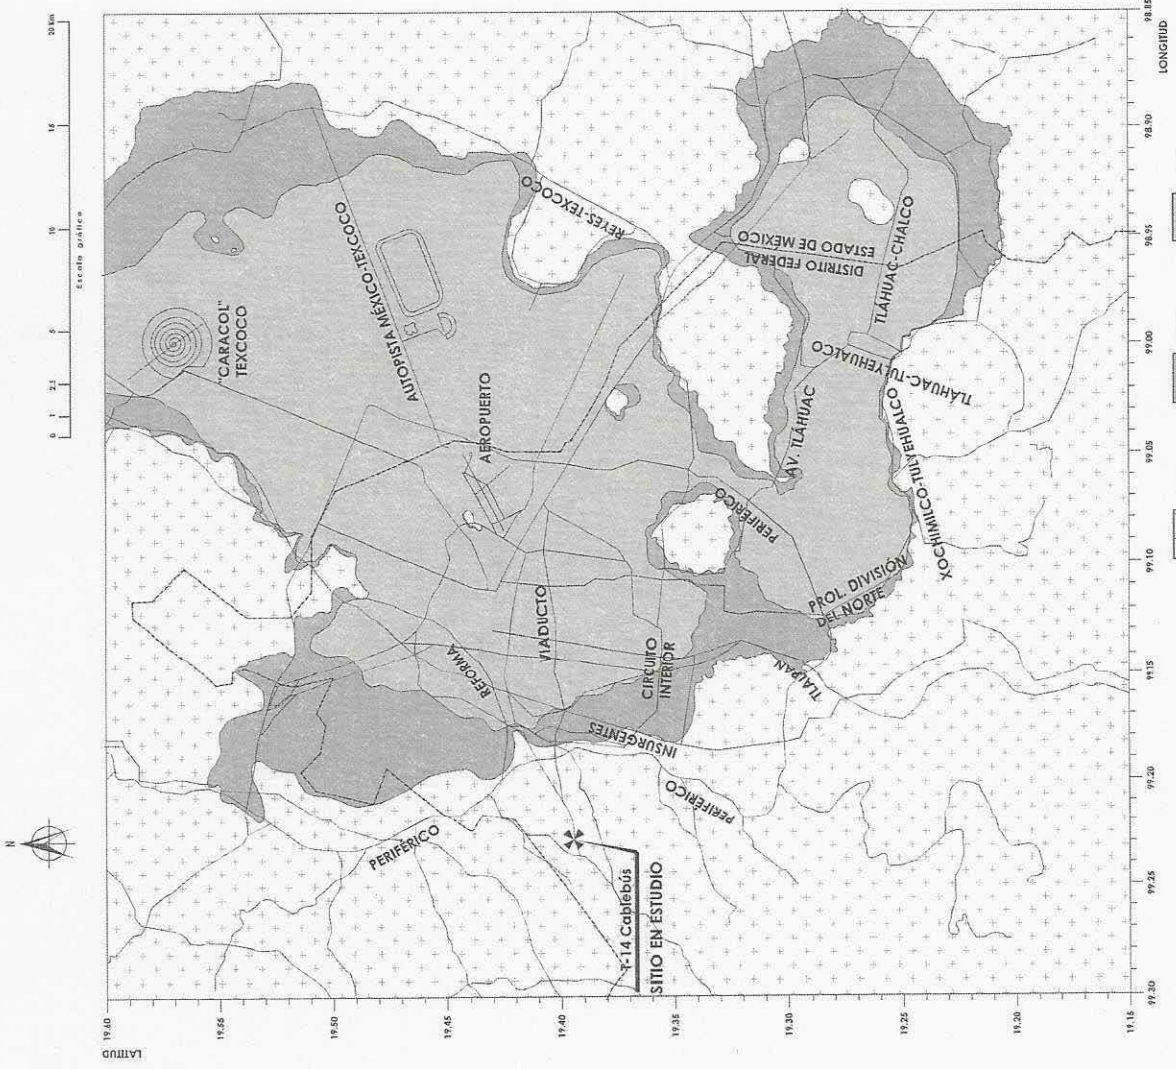 N
Escala gráfica
0 1 2.5 5 10 15 20 Km
LATITUD
19.60
19.55
19.50
19.45
19.40
19.35
19.30
19.25
19.20
19.15
"CARACOL"
TEXCOCO
AUTOPISTA MÉXICO-TEXCOCO
AEROPUERTO
REYES-TEXCOCO
PERIFÉRICO
REFORMA
VIADUCTO
CIRCUITO
INTERIOR
INSURGENTES
PERIFÉRICO
TLALPAN
PERIFÉRICO
PROL. DIVISIÓN
DEL NORTE
AV. TLÁHUAC
XOCHIMILCO-TULYEHUALCO
TLÁHUAC-TULYEHUALCO
TLÁHUAC-CHALCO
DISTRITO FEDERAL
ESTADO DE MÉXICO
T-14 Cablebús
SITIO EN ESTUDIO
99.30
99.25
99.20
99.15
99.10
99.05
99.00
98.95
98.90
98.85
LONGITUD